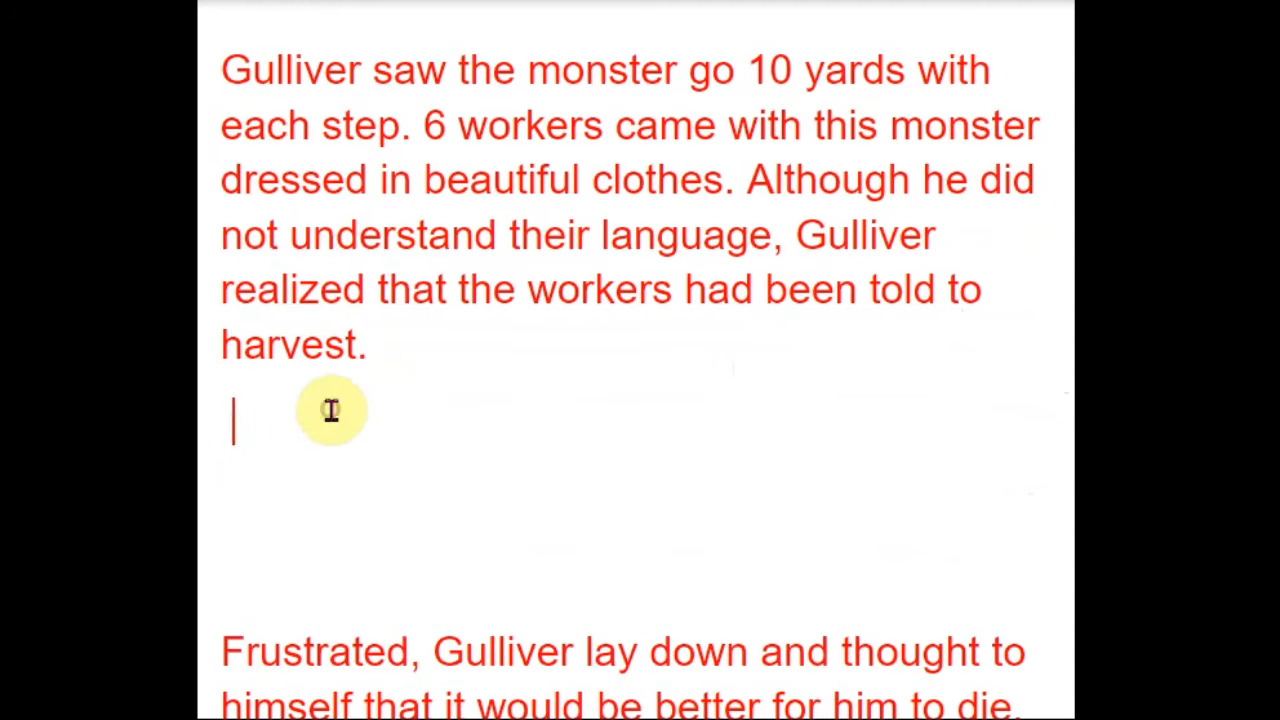 Gulliver saw the monster go 10 yards with
each step. 6 workers came with this monster
dressed in beautiful clothes. Although he did
not understand their language, Gulliver
realized that the workers had been told to
harvest.
Frustrated, Gulliver lay down and thought to
himself that it would be better for him to die.